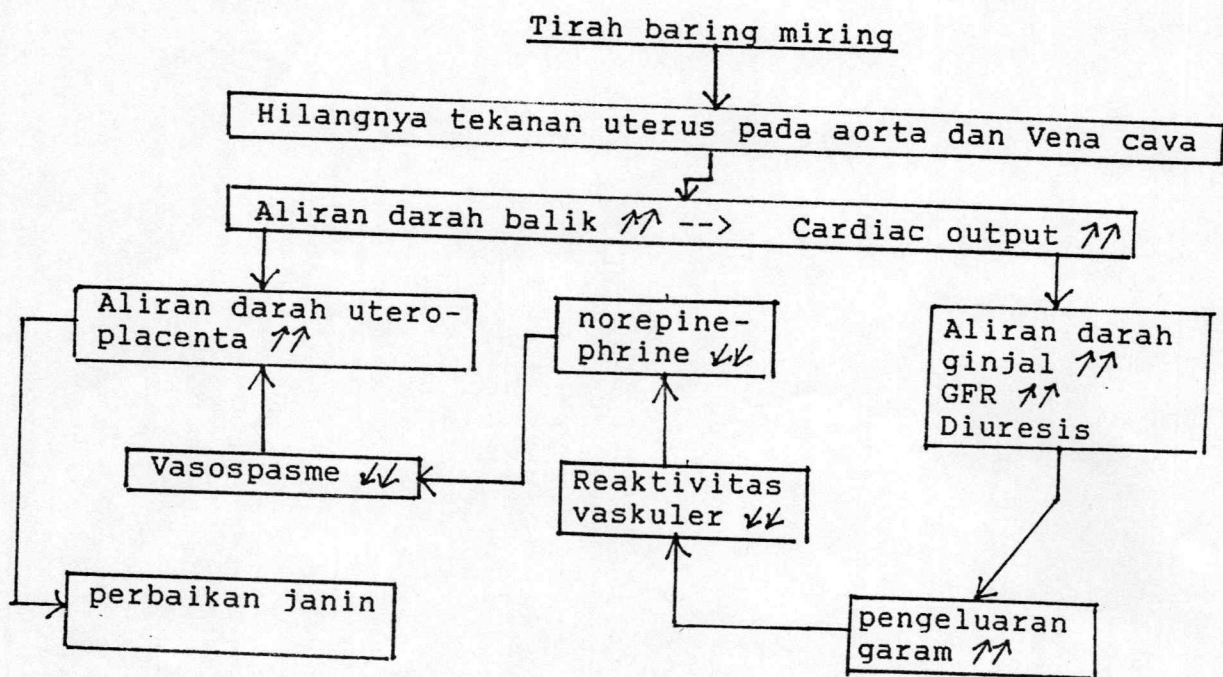 Tirah baring miring
Hilangnya tekanan uterus pada aorta dan Vena cava
Aliran darah balik ↗↗ --> Cardiac output ↗↗
Aliran darah utero-
placenta ↗↗
norepine-
phrine ↙↙
Aliran darah
ginjal ↗↗
GFR ↗↗
Diuresis
Vasospasme ↙↙
Reaktivitas
vaskuler ↙↙
perbaikan janin
pengeluaran
garam ↗↗